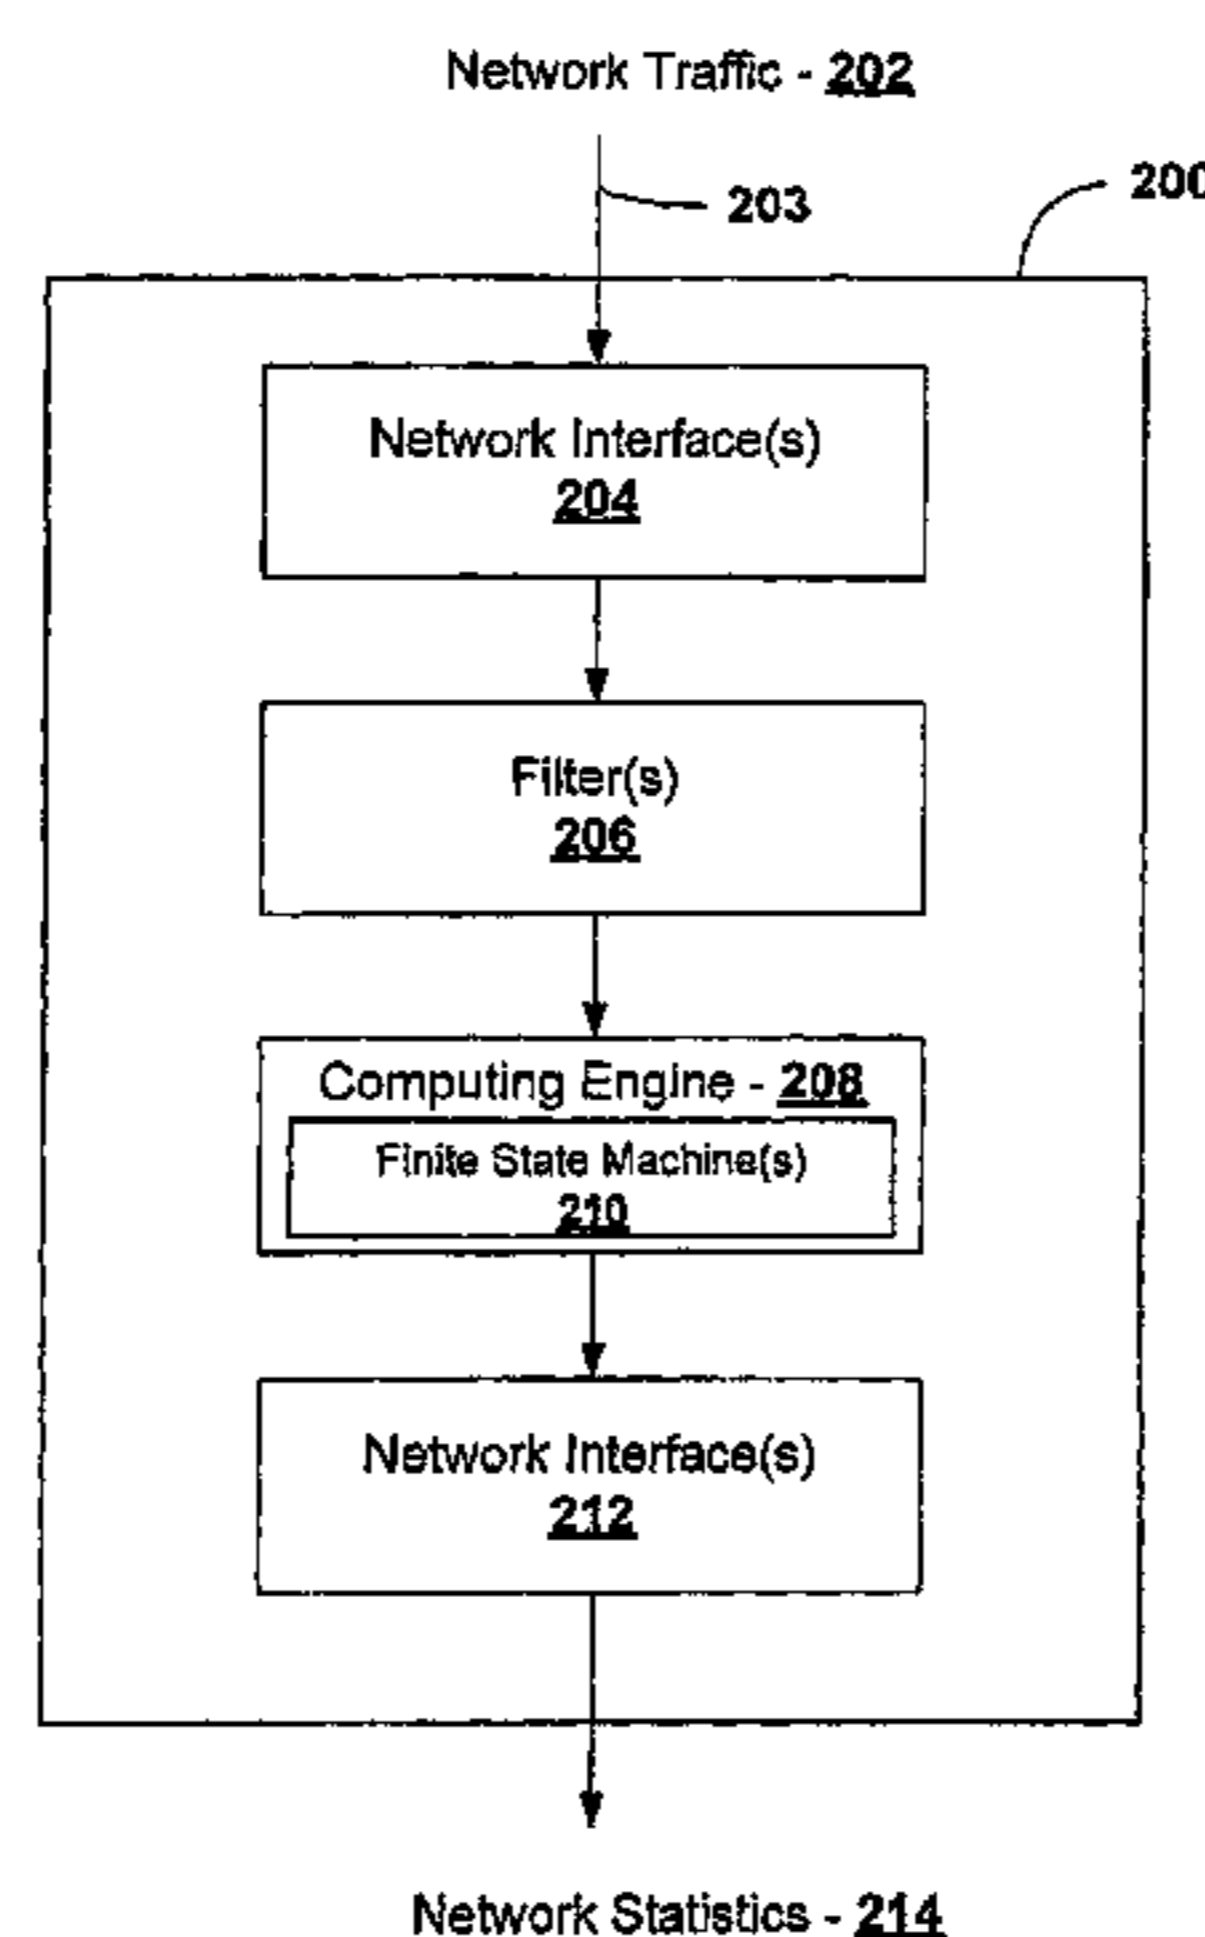 Network Traffic - 202
203
200
Network Interface(s)
204
Filter(s)
206
Computing Engine - 208
Finite State Machine(s)
210
Network Interface(s)
212
Network Statistics - 214